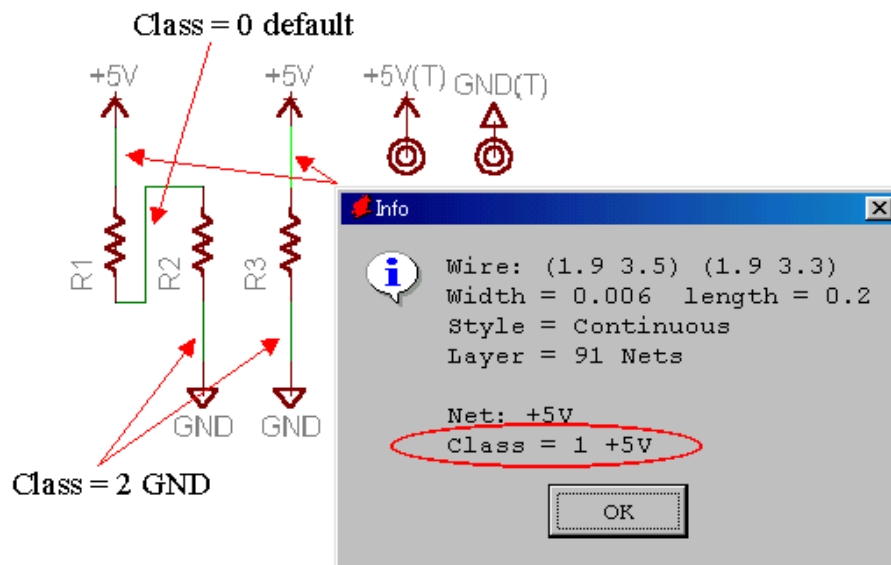 Class = 0 default
+5V
+5V
+5V(T)
GND(T)
R1
R2
R3
GND
GND
Class = 2 GND
Info
Wire: (1.9 3.5) (1.9 3.3)
Width = 0.006 length = 0.2
Style = Continuous
Layer = 91 Nets
Net: +5V
Class = 1 +5V
OK